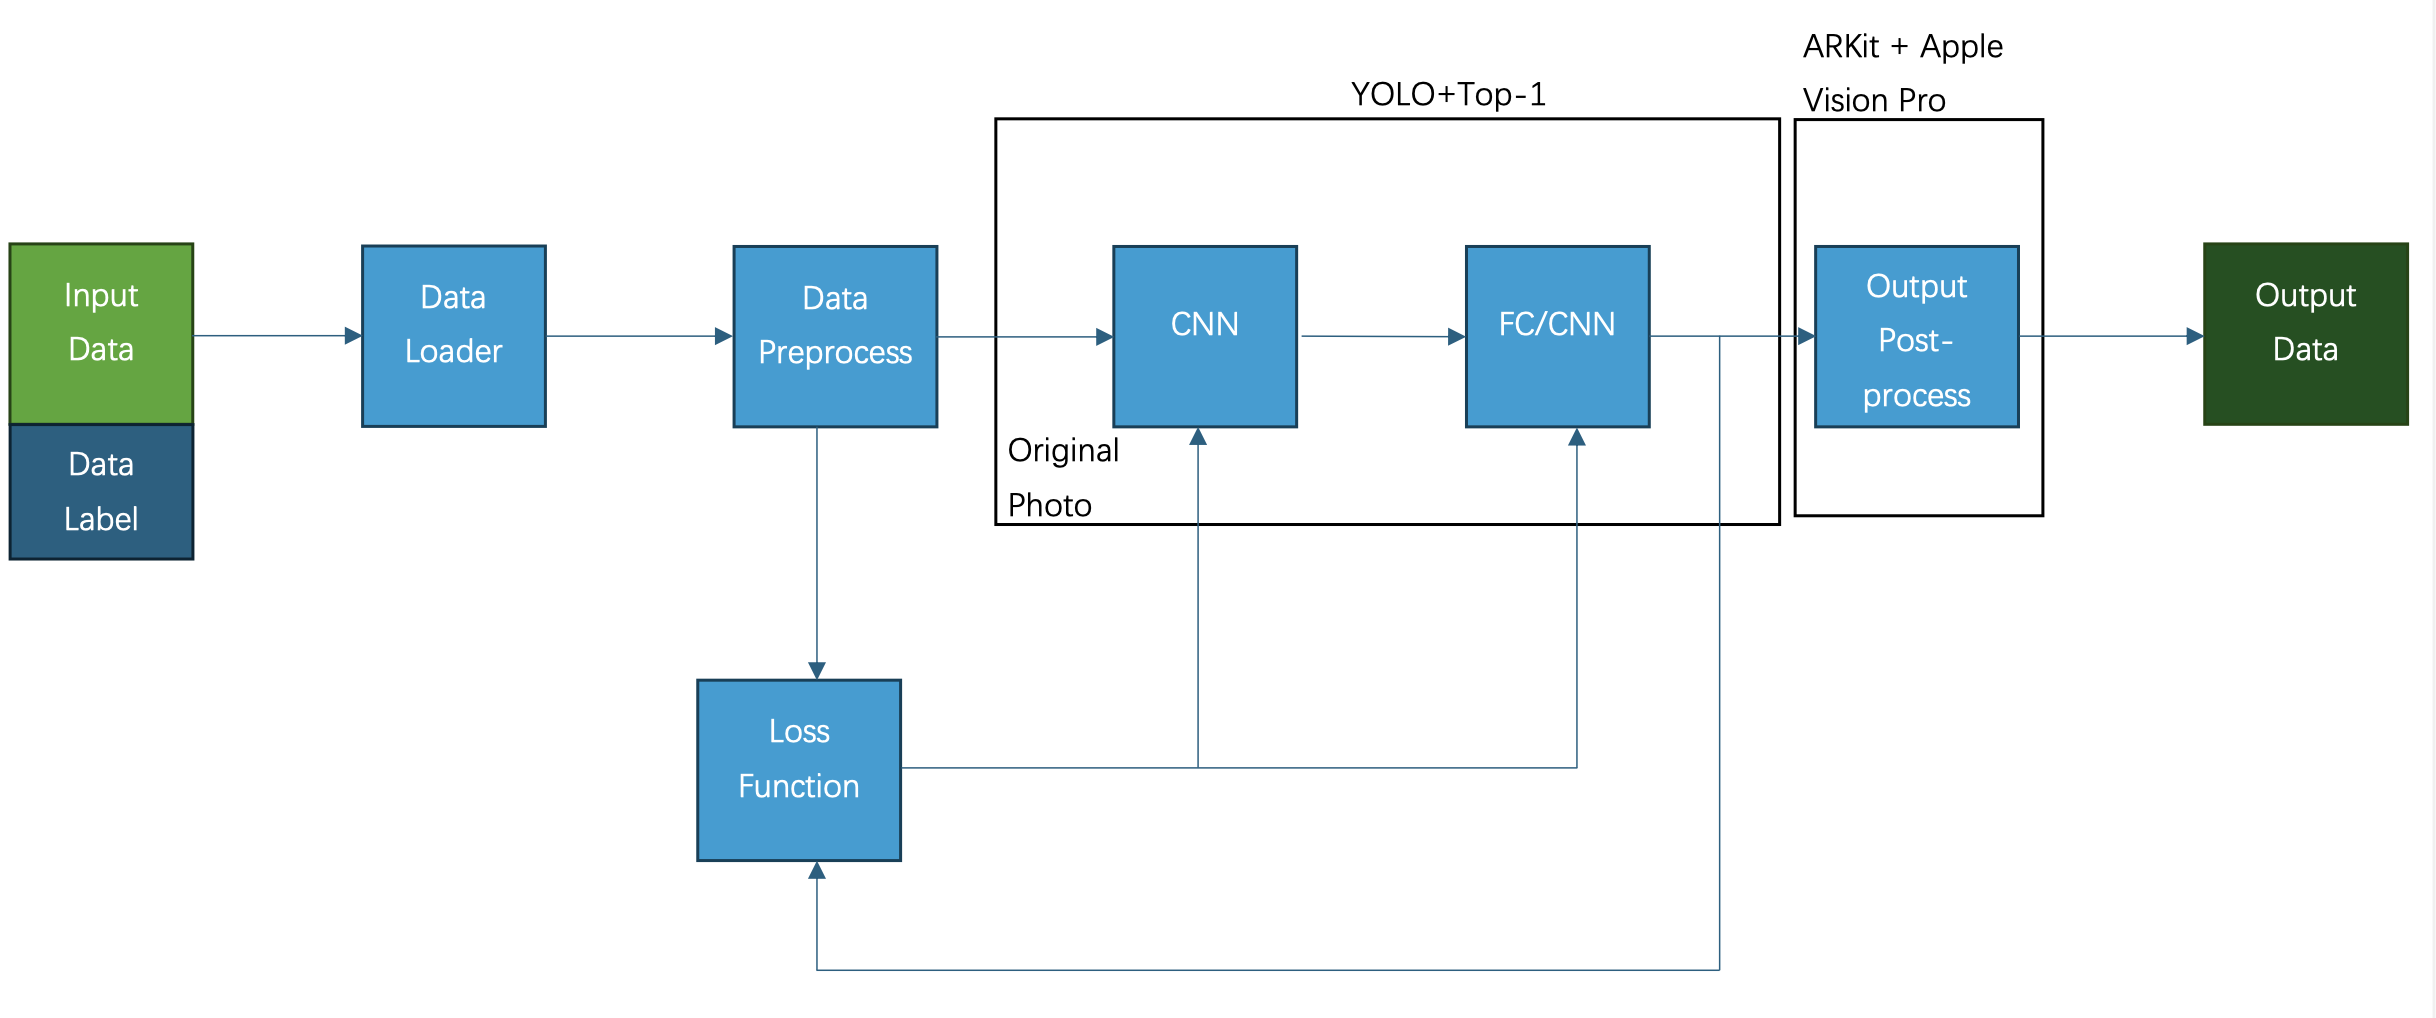 ARKit + Apple
Vision Pro
YOLO+Top-1
Input
Data
Data
Label
Data
Loader
Data
Preprocess
CNN
FC/CNN
Original
Photo
Output
Post-
process
Output
Data
Loss
Function